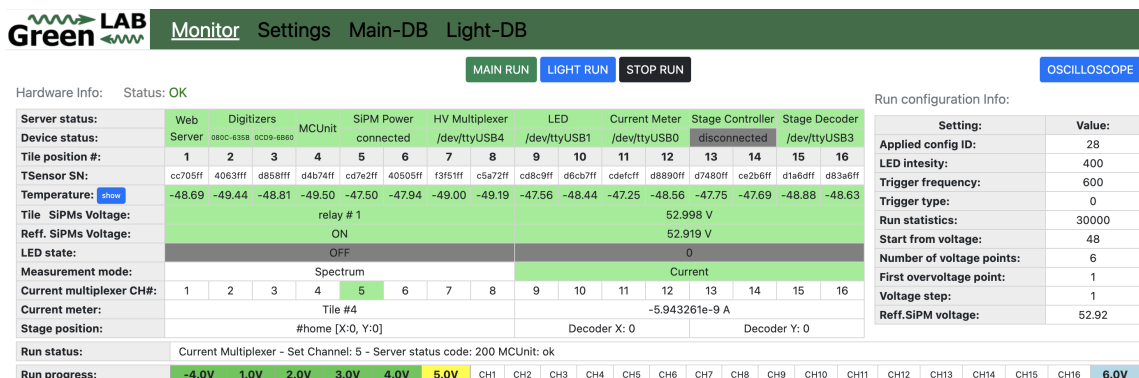 Green LAB
Monitor Settings Main-DB Light-DB
MAIN RUN LIGHT RUN STOP RUN OSCILLOSCOPE
Hardware Info: Status: OK
Server status: Web Server Digitizers MCUnit SiPM Power HV Multiplexer LED Current Meter Stage Controller Stage Decoder
Device status: 080C-635B 0CD9-6B60 connected /dev/ttyUSB4 /dev/ttyUSB1 /dev/ttyUSB0 disconnected /dev/ttyUSB3
Tile position #: 1 2 3 4 5 6 7 8 9 10 11 12 13 14 15 16
TSensor SN: cc705ff 4063fff d858fff d4b74ff cd7e2ff 40505ff f3f51ff c5a72ff cd8c9ff d6cb7ff cdefcff d8890ff d7480ff ce2b6ff d1a6dff d83a6ff
Temperature: show -48.69 -49.44 -48.81 -49.50 -47.50 -47.94 -49.00 -49.19 -47.56 -48.44 -47.25 -48.56 -47.75 -47.69 -48.88 -48.63
Tile SiPMs Voltage: relay # 1 52.998 V
Reff. SiPMs Voltage: ON 52.919 V
LED state: OFF 0
Measurement mode: Spectrum Current
Current multiplexer CH#: 1 2 3 4 5 6 7 8 9 10 11 12 13 14 15 16
Current meter: Tile #4 -5.943261e-9 A
Stage position: #home [X:0, Y:0] Decoder X: 0 Decoder Y: 0
Run status: Current Multiplexer - Set Channel: 5 - Server status code: 200 MCUnit: ok
Run progress: -4.0V 1.0V 2.0V 3.0V 4.0V 5.0V CH1 CH2 CH3 CH4 CH5 CH6 CH7 CH8 CH9 CH10 CH11 CH12 CH13 CH14 CH15 CH16 6.0V
Run configuration Info:
Setting: Value:
Applied config ID: 28
LED intesity: 400
Trigger frequency: 600
Trigger type: 0
Run statistics: 30000
Start from voltage: 48
Number of voltage points: 6
First overvoltage point: 1
Voltage step: 1
Reff.SiPM voltage: 52.92